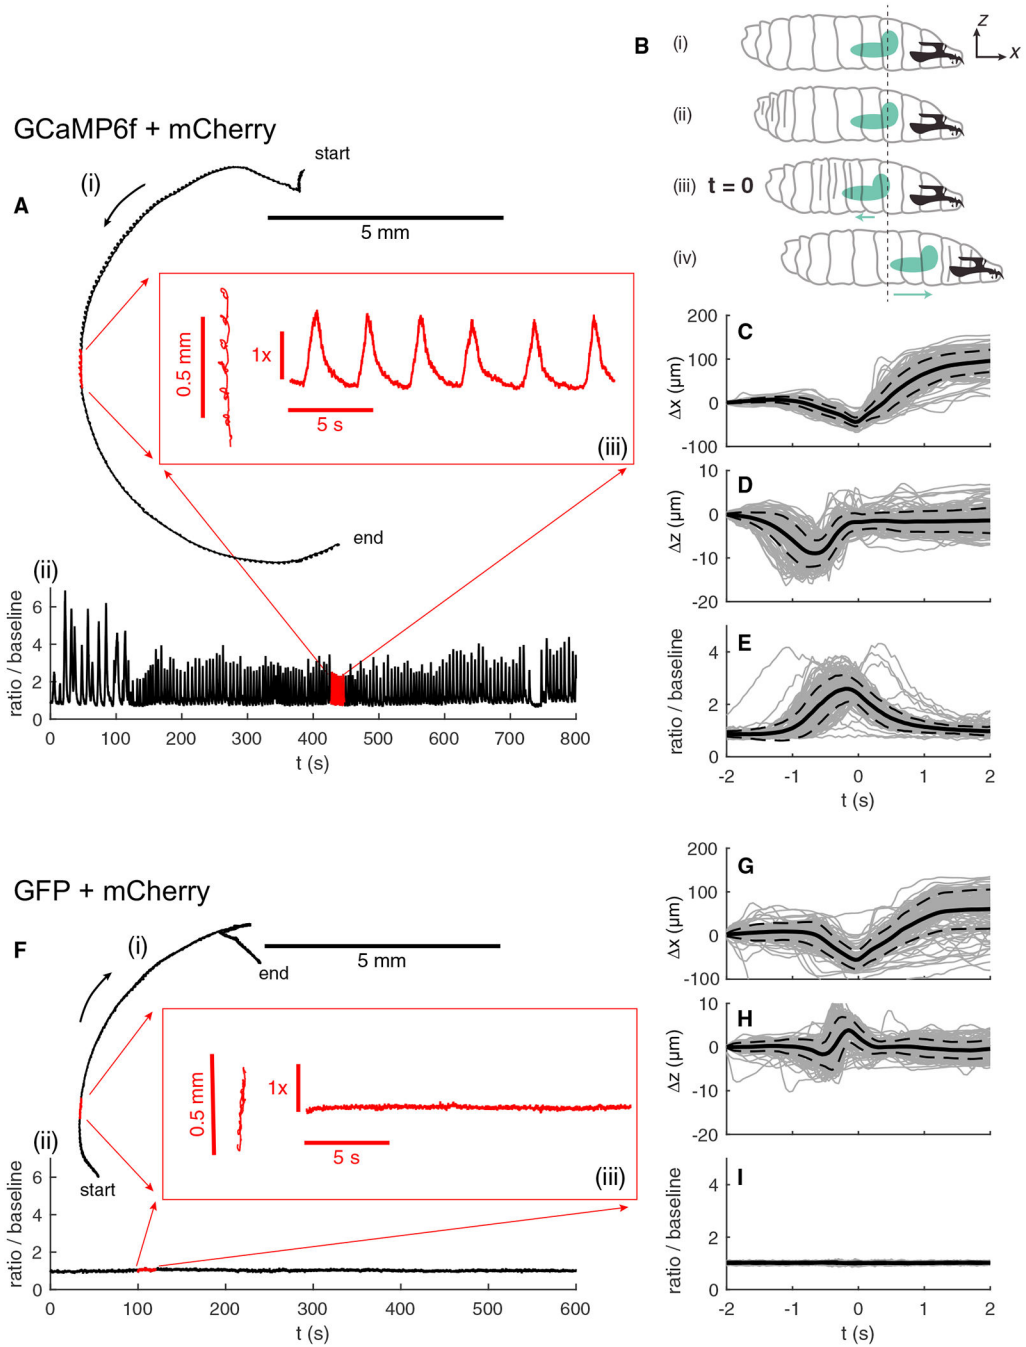 GCaMP6f + mCherry
A
(i)
start
5 mm
end
0.5 mm
1x
5 s
(iii)
(ii)
ratio / baseline
6
4
2
0
0 100 200 300 400 500 600 700 800
t (s)
B
(i)
z
x
(ii)
(iii) t = 0
(iv)
C
Δx (μm)
200
100
0
-100
D
Δz (μm)
10
0
-10
-20
E
ratio / baseline
4
2
0
-2 -1 0 1 2
t (s)
GFP + mCherry
F
(i)
end
5 mm
0.5 mm
1x
5 s
(iii)
start
(ii)
ratio / baseline
6
4
2
0
0 100 200 300 400 500 600
t (s)
G
Δx (μm)
200
100
0
-100
H
Δz (μm)
10
0
-10
-20
I
ratio / baseline
4
2
0
-2 -1 0 1 2
t (s)